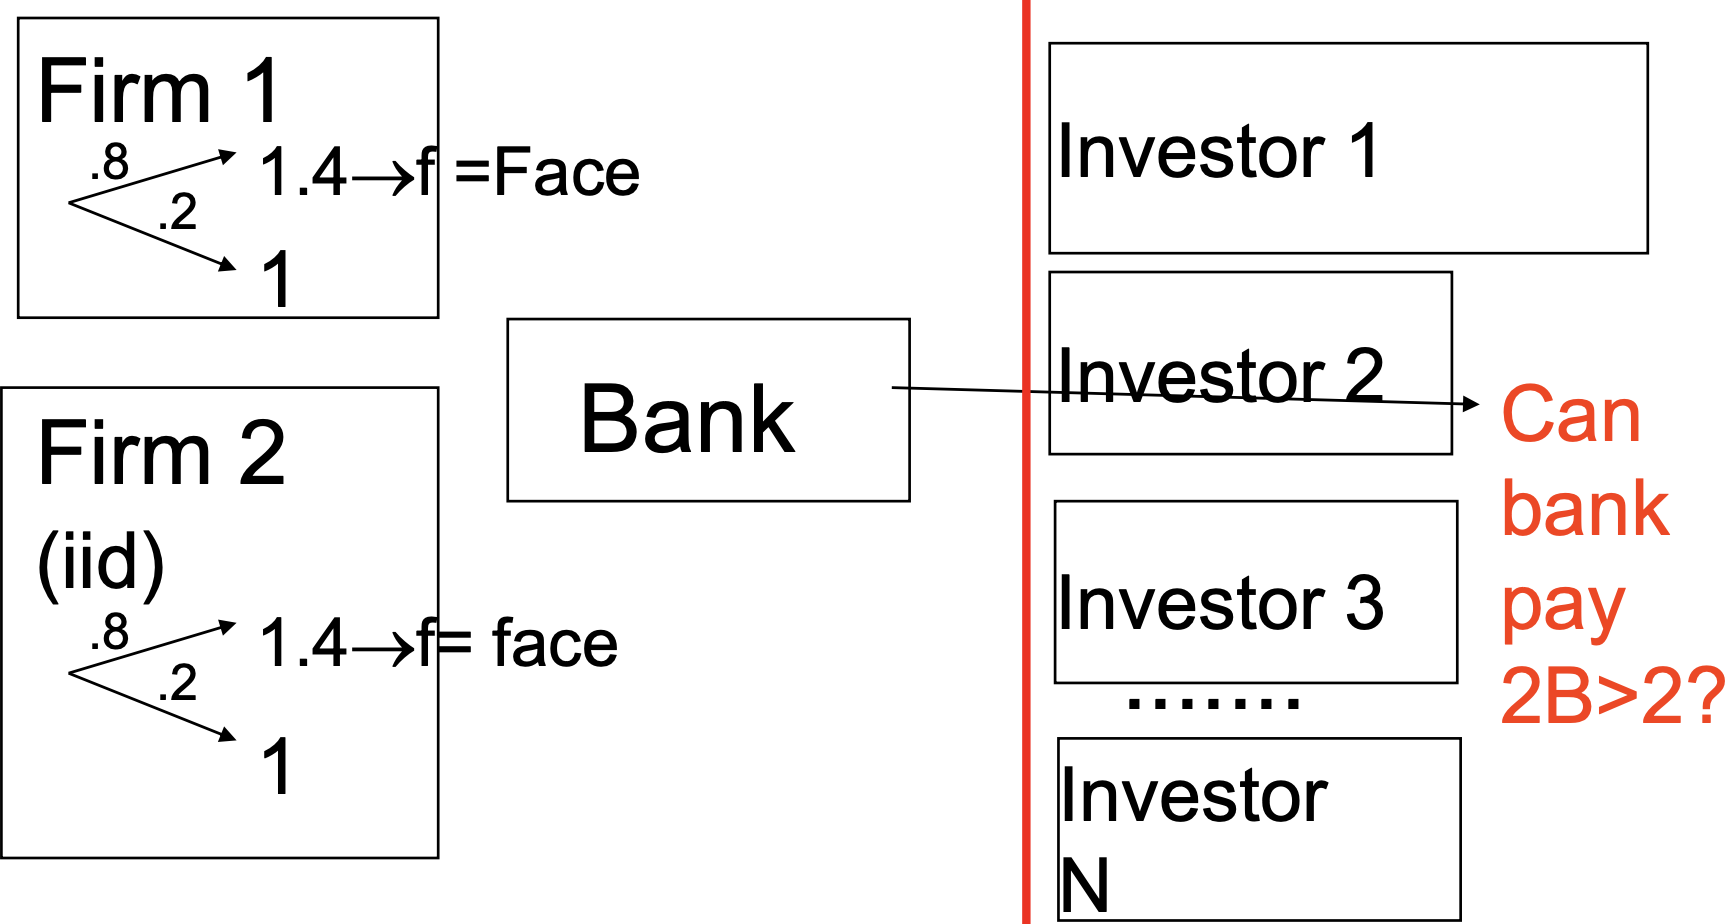 Firm 1
.8
1.4→f =Face
.2
1
Firm 2
(iid)
.8
1.4→f= face
.2
1
Bank
Investor 1
Investor 2
Investor 3
.......
Investor
N
Can
bank
pay
2B>2?